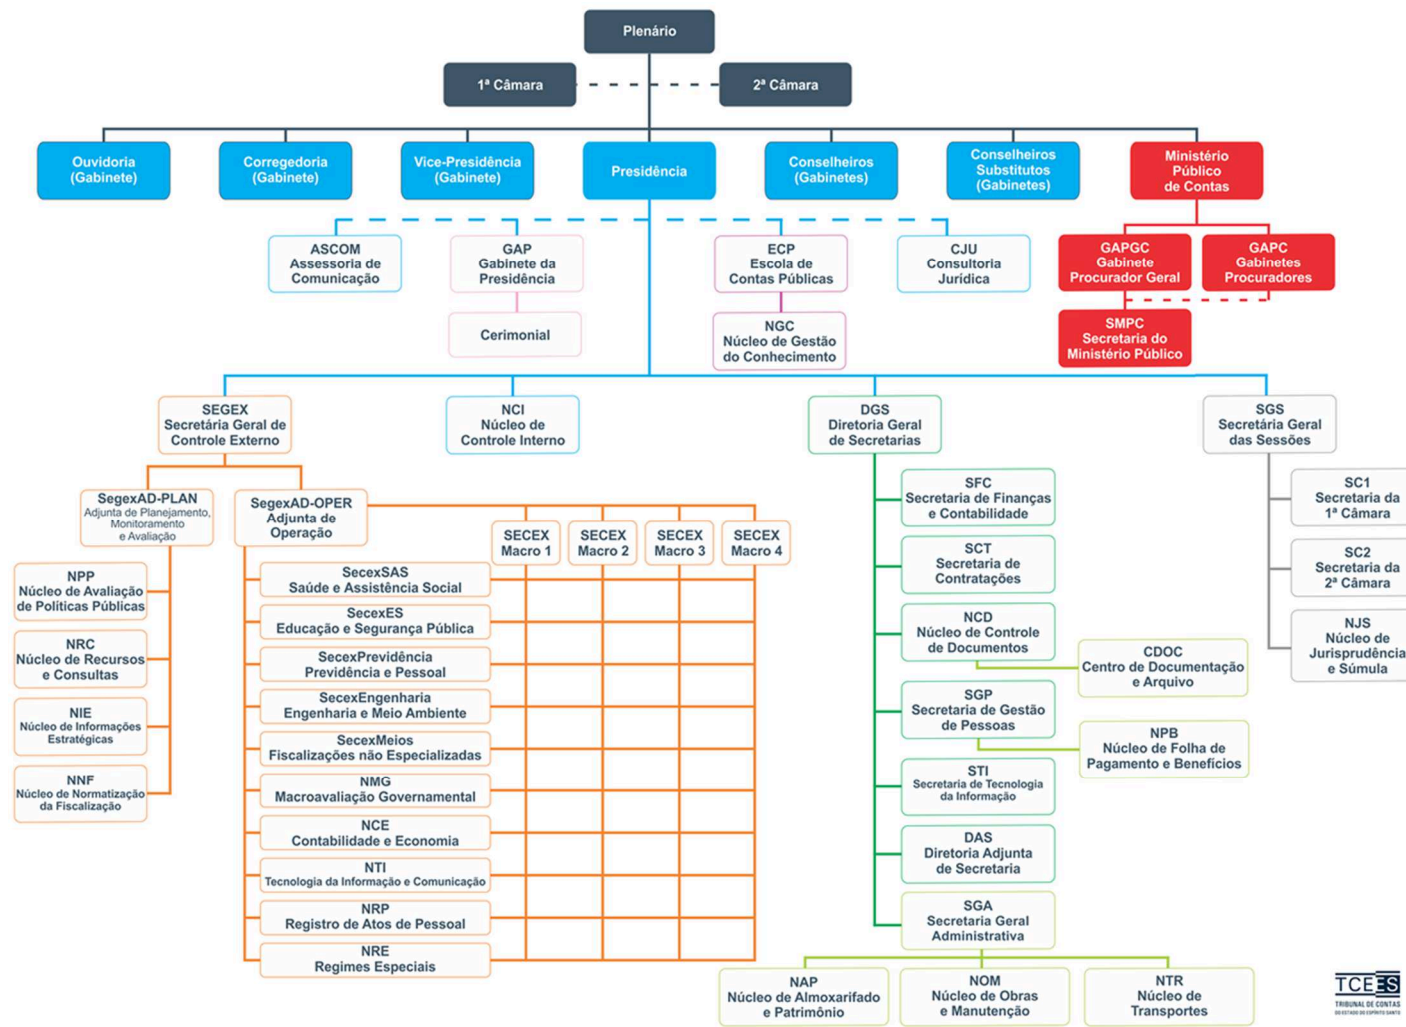 Plenário
1ª Câmara
2ª Câmara
Ouvidoria
(Gabinete)
Corregedoria
(Gabinete)
Vice-Presidência
(Gabinete)
Presidência
Conselheiros
(Gabinetes)
Conselheiros
Substitutos
(Gabinetes)
Ministério
Público
de Contas
ASCOM
Assessoria de
Comunicação
GAP
Gabinete da
Presidência
ECP
Escola de
Contas Públicas
CJU
Consultoria
Jurídica
GAPGC
Gabinete
Procurador Geral
GAPC
Gabinetes
Procuradores
Cerimonial
NGC
Núcleo de Gestão
do Conhecimento
SMPC
Secretaria do
Ministério Público
SEGEX
Secretária Geral de
Controle Externo
NCI
Núcleo de
Controle Interno
DGS
Diretoria Geral
de Secretarias
SGS
Secretária Geral
das Sessões
SegexAD-PLAN
Adjunta de Planejamento,
Monitoramento
e Avaliação
SegexAD-OPER
Adjunta de
Operação
SECEX
Macro 1
SECEX
Macro 2
SECEX
Macro 3
SECEX
Macro 4
NPP
Núcleo de Avaliação
de Políticas Públicas
NRC
Núcleo de Recursos
e Consultas
NIE
Núcleo de Informações
Estratégicas
NNF
Núcleo de Normatização
da Fiscalização
SecexSAS
Saúde e Assistência Social
SecexES
Educação e Segurança Pública
SecexPrevidência
Previdência e Pessoal
SecexEngenharia
Engenharia e Meio Ambiente
SecexMeios
Fiscalizações não Especializadas
NMG
Macroavaliação Governamental
NCE
Contabilidade e Economia
NTI
Tecnologia da Informação e Comunicação
NRP
Registro de Atos de Pessoal
NRE
Regimes Especiais
SFC
Secretaria de Finanças
e Contabilidade
SCT
Secretaria de
Contratações
NCD
Núcleo de Controle
de Documentos
CDOC
Centro de Documentação
e Arquivo
SGP
Secretaria de Gestão
de Pessoas
NPB
Núcleo de Folha de
Pagamento e Benefícios
STI
Secretaria de Tecnologia
da Informação
DAS
Diretoria Adjunta
de Secretaria
SGA
Secretaria Geral
Administrativa
NAP
Núcleo de Almoxarifado
e Patrimônio
NOM
Núcleo de Obras
e Manutenção
NTR
Núcleo de
Transportes
SC1
Secretaria da
1ª Câmara
SC2
Secretaria da
2ª Câmara
NJS
Núcleo de
Jurisprudência
e Súmula
TCEES
TRIBUNAL DE CONTAS
DO ESTADO DO ESPÍRITO SANTO